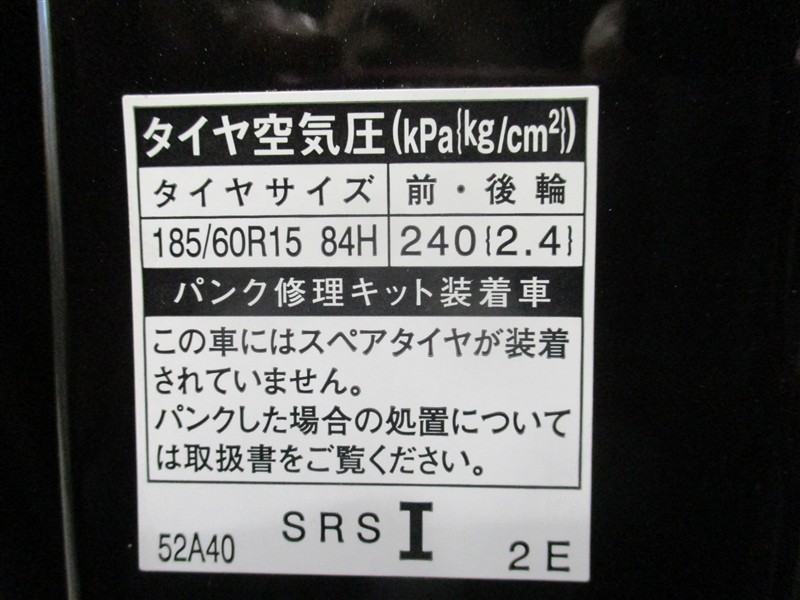 タイヤ空気圧(kPa{kg/cm²})
タイヤサイズ 前・後輪
185/60R15 84H 240{2.4}
パンク修理キット装着車
この車にはスペアタイヤが装着
されていません。
パンクした場合の処置について
は取扱書をご覧ください。
52A40 SRS I 2E